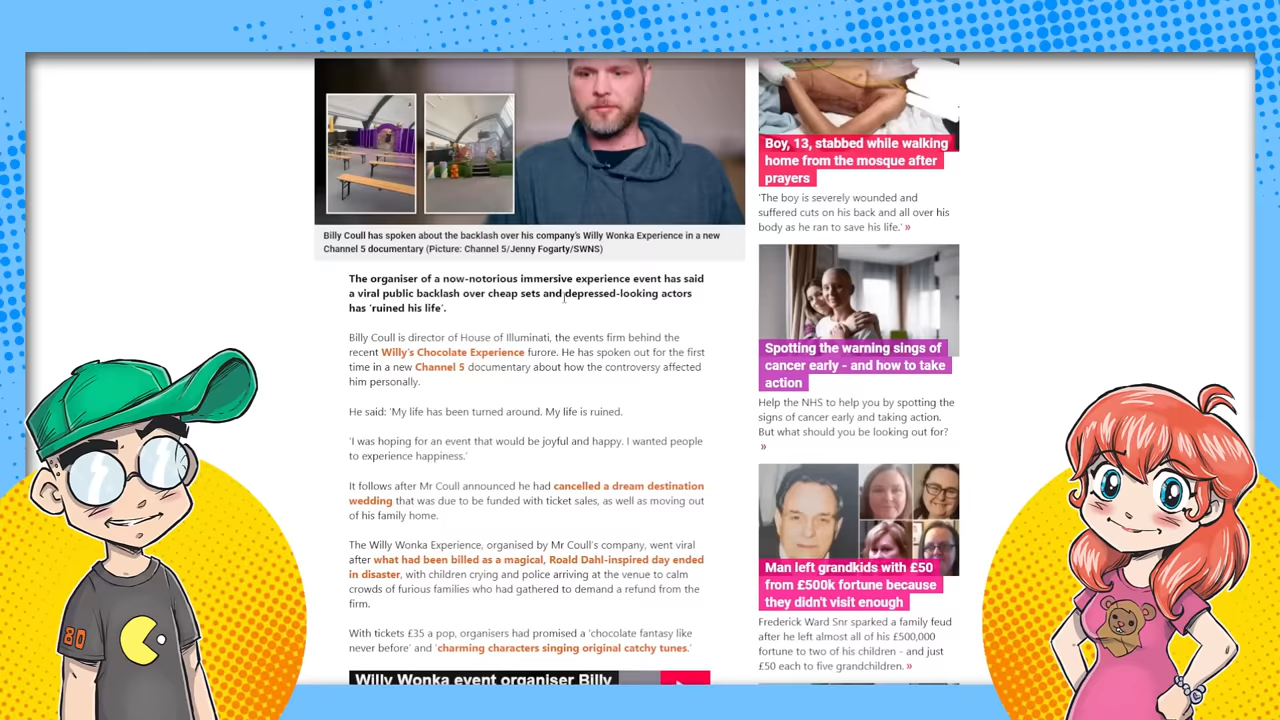 Billy Coull has spoken about the backlash over his company's Willy Wonka Experience in a new
Channel 5 documentary (Picture: Channel 5/Jenny Fogarty/SWNS)
The organiser of a now-notorious immersive experience event has said
a viral public backlash over cheap sets and depressed-looking actors
has 'ruined his life'.
Billy Coull is director of House of Illuminati, the events firm behind the
recent Willy's Chocolate Experience furore. He has spoken out for the first
time in a new Channel 5 documentary about how the controversy affected
him personally.
He said: 'My life has been turned around. My life is ruined.
'I was hoping for an event that would be joyful and happy. I wanted people
to experience happiness.'
It follows after Mr Coull announced he had cancelled a dream destination
wedding that was due to be funded with ticket sales, as well as moving out
of his family home.
The Willy Wonka Experience, organised by Mr Coull's company, went viral
after what had been billed as a magical, Roald Dahl-inspired day ended
in disaster, with children crying and police arriving at the venue to calm
crowds of furious families who had gathered to demand a refund from the
firm.
With tickets £35 a pop, organisers had promised a 'chocolate fantasy like
never before' and 'charming characters singing original catchy tunes.'
Willy Wonka event organiser Billy
Boy, 13, stabbed while walking
home from the mosque after
prayers
'The boy is severely wounded and
suffered cuts on his back and all over his
body as he ran to save his life.' »
Spotting the warning sings of
cancer early - and how to take
action
Help the NHS to help you by spotting the
signs of cancer early and taking action.
But what should you be looking out for?
»
Man left grandkids with £50
from £500k fortune because
they didn't visit enough
Frederick Ward Snr sparked a family feud
after he left almost all of his £500,000
fortune to two of his children - and just
£50 each to five grandchildren. »
80